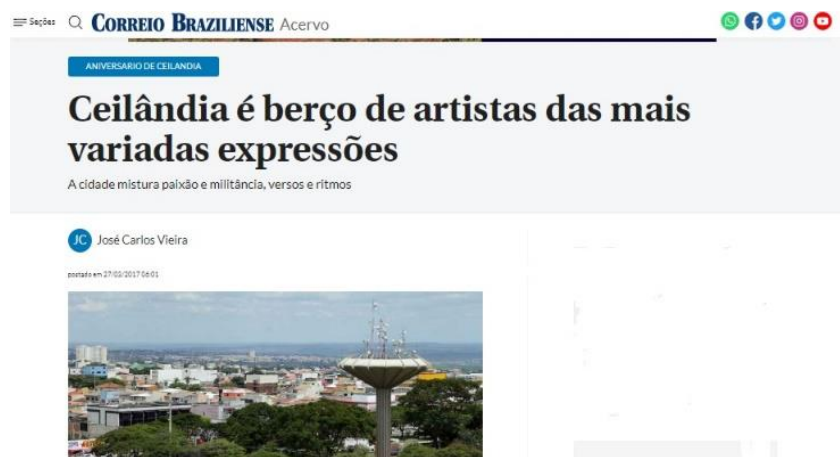 Seções CORREIO BRAZILIENSE Acervo
ANIVERSARIO DE CEILANDIA
Ceilândia é berço de artistas das mais
variadas expressões
A cidade mistura paixão e militância, versos e ritmos
JC José Carlos Vieira
postado em 27/03/2017 06:01